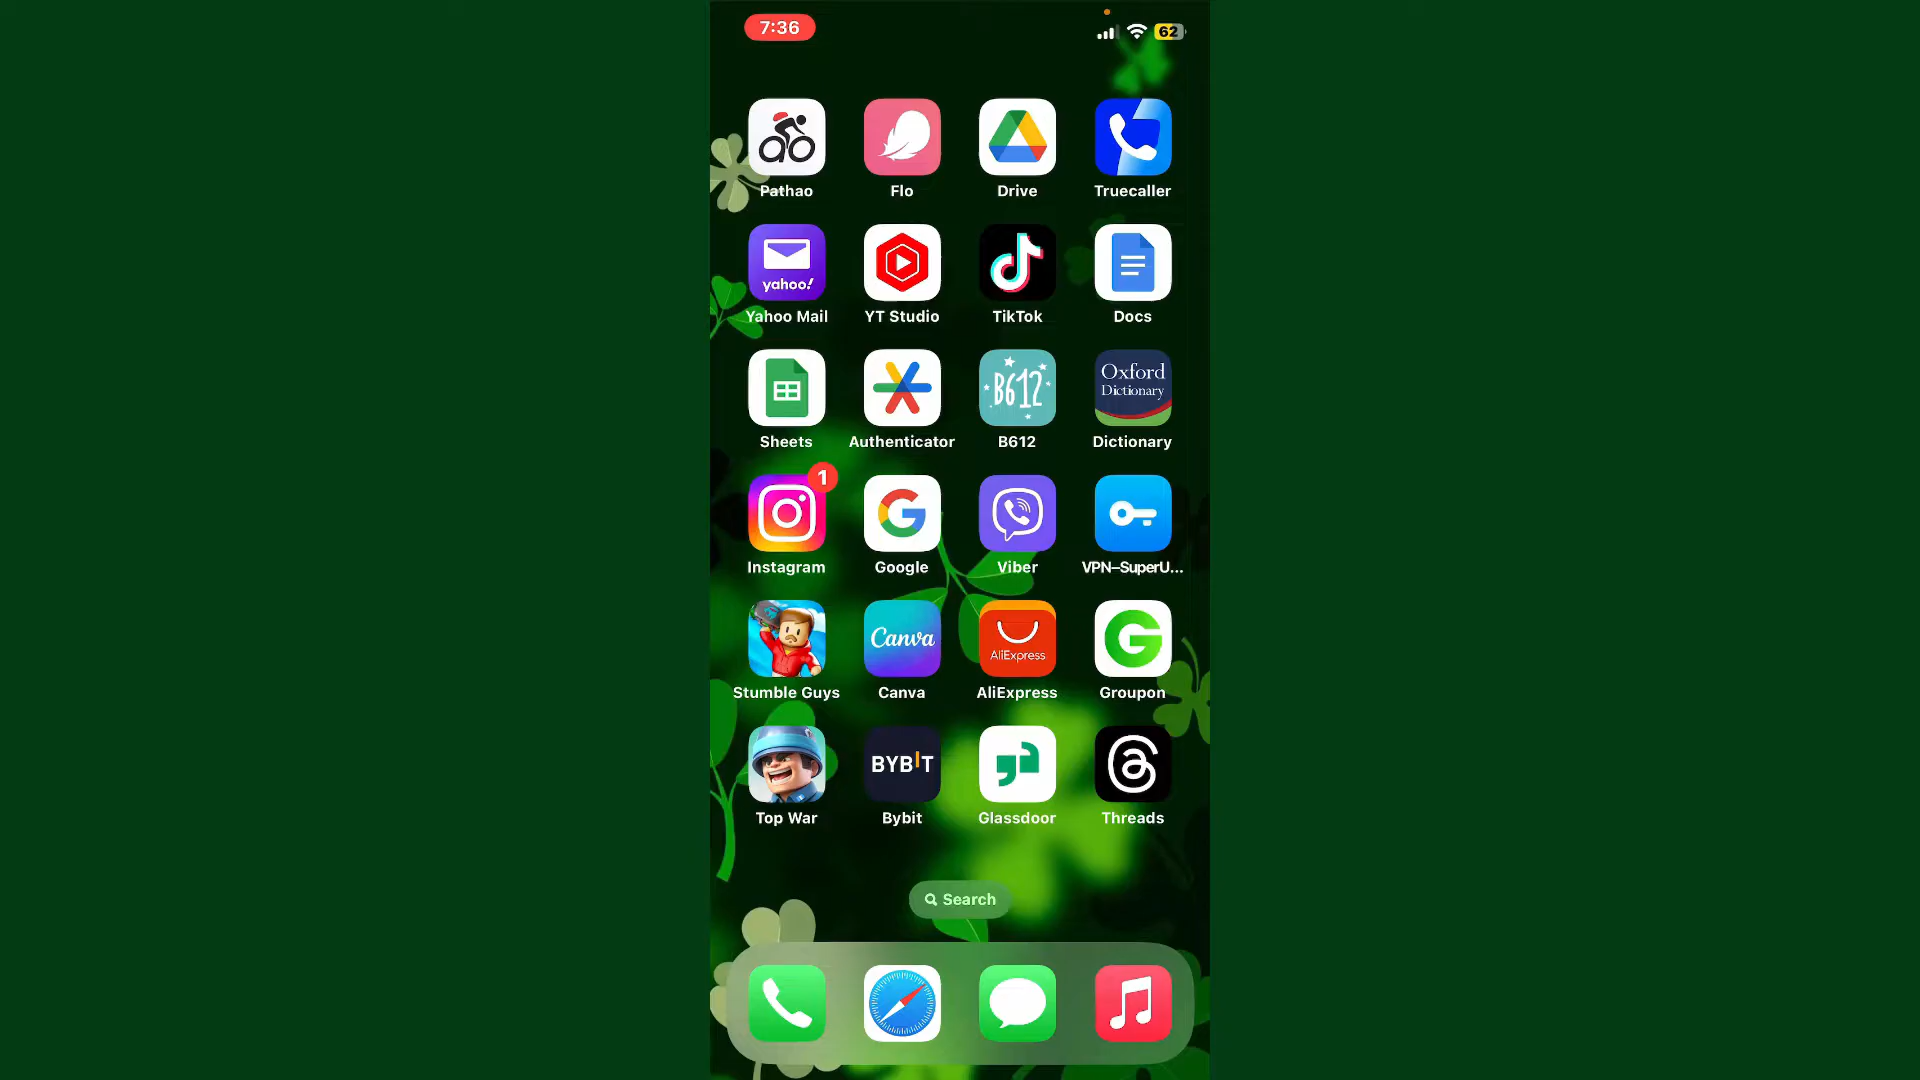 7:36
62
Pathao
Flo
Drive
Truecaller
yahoo!
Yahoo Mail
YT Studio
TikTok
Docs
B612
Oxford
Dictionary
Sheets
Authenticator
B612
Dictionary
1
Instagram
Google
Viber
VPN–SuperU...
Canva
AliExpress
Stumble Guys
Canva
AliExpress
Groupon
BYBIT
Top War
Bybit
Glassdoor
Threads
Search